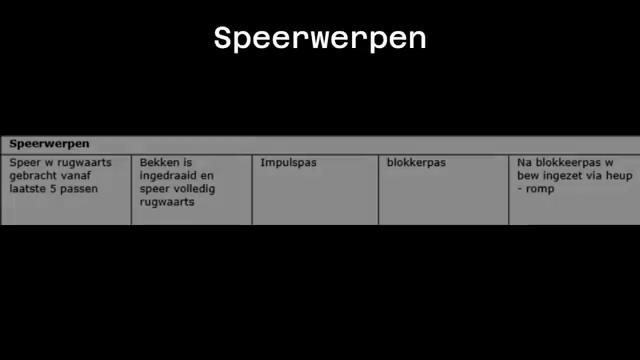 Speerwerpen
Speerwerpen
Speer w rugwaarts
gebracht vanaf
laatste 5 passen
Bekken is
ingedraaid en
speer volledig
rugwaarts
Impulspas
blokkerpas
Na blokkeerpas w
bew ingezet via heup
- romp